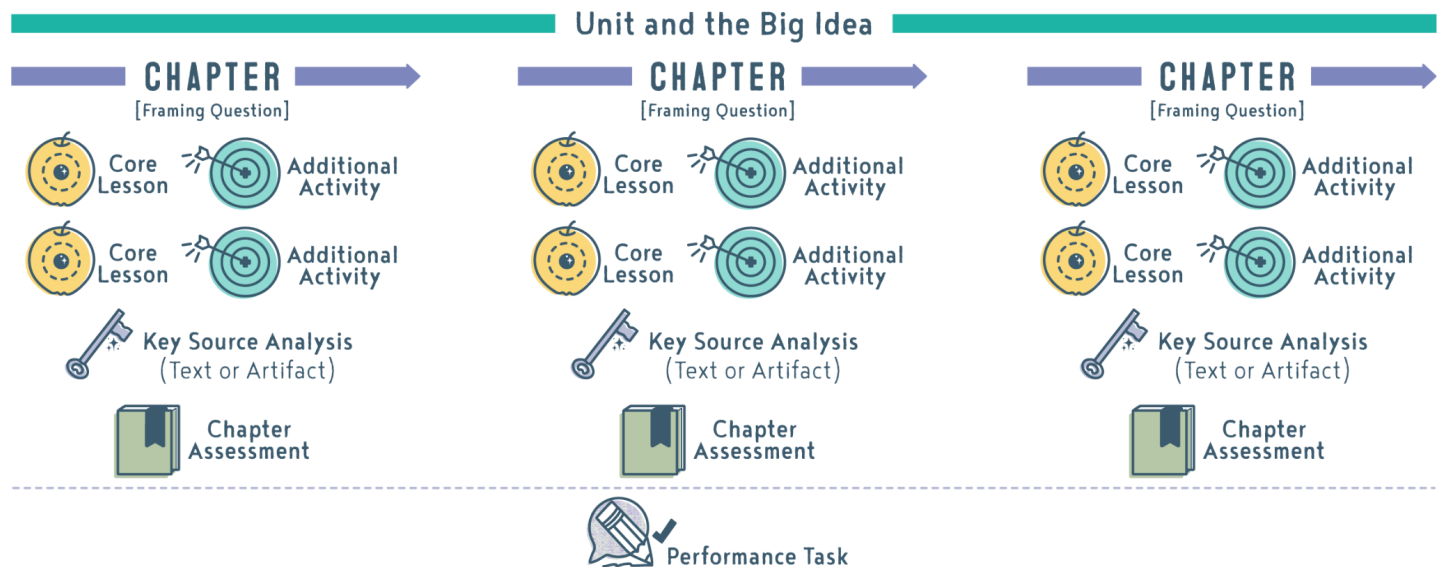 Unit and the Big Idea
CHAPTER
[Framing Question]
Core
Lesson
Additional
Activity
Core
Lesson
Additional
Activity
Key Source Analysis
(Text or Artifact)
Chapter
Assessment
CHAPTER
[Framing Question]
Core
Lesson
Additional
Activity
Core
Lesson
Additional
Activity
Key Source Analysis
(Text or Artifact)
Chapter
Assessment
CHAPTER
[Framing Question]
Core
Lesson
Additional
Activity
Core
Lesson
Additional
Activity
Key Source Analysis
(Text or Artifact)
Chapter
Assessment
Performance Task